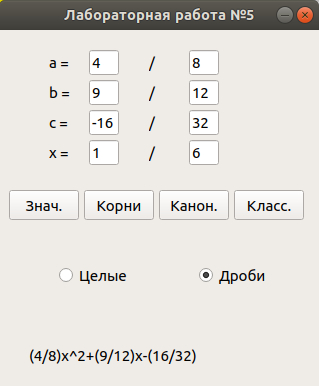 Лабораторная работа №5
a = 4 / 8
b = 9 / 12
c = -16 / 32
x = 1 / 6
Знач. Корни Канон. Класс.
Целые Дроби
(4/8)x^2+(9/12)x-(16/32)